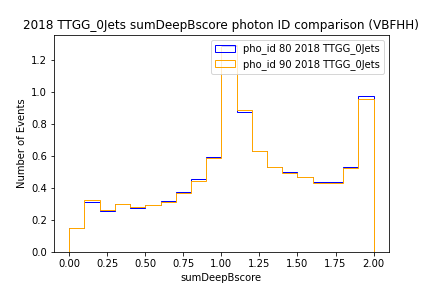 2018 TTGG_0Jets sumDeepBscore photon ID comparison (VBFHH)
pho_id 80 2018 TTGG_0Jets
pho_id 90 2018 TTGG_0Jets
Number of Events
1.2
1.0
0.8
0.6
0.4
0.2
0.0
0.00 0.25 0.50 0.75 1.00 1.25 1.50 1.75 2.00
sumDeepBscore